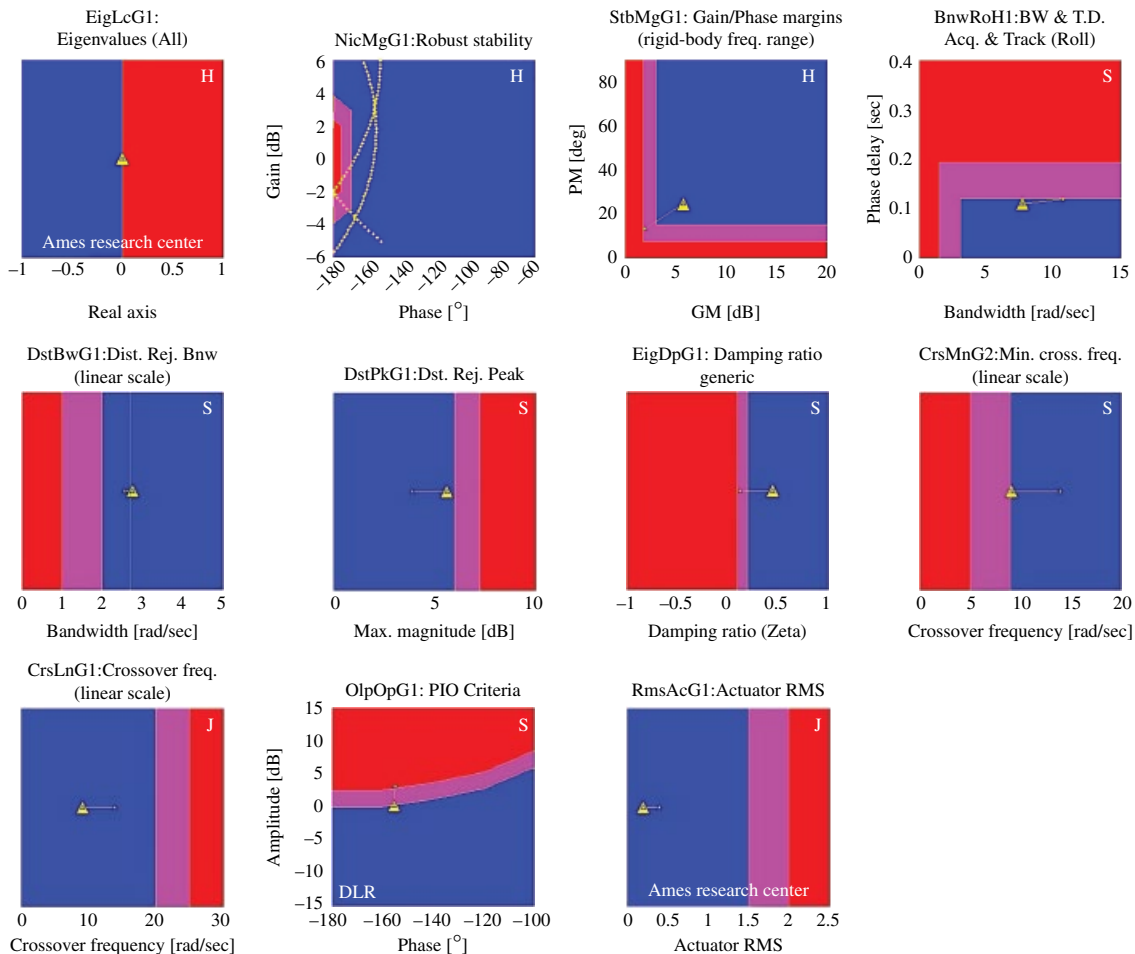 EigLcG1:
Eigenvalues (All)
H
Ames research center
−1 −0.5 0 0.5 1
Real axis
NicMgG1:Robust stability
H
Gain [dB]
6
4
2
0
−2
−4
−6
−180 −160 −140 −120 −100 −80 −60
Phase [°]
StbMgG1: Gain/Phase margins
(rigid-body freq. range)
H
PM [deg]
80
60
40
20
0
0 5 10 20
GM [dB]
BnwRoH1:BW & T.D.
Acq. & Track (Roll)
S
Phase delay [sec]
0.4
0.3
0.2
0.1
0
0 5 10 15
Bandwidth [rad/sec]
DstBwG1:Dist. Rej. Bnw
(linear scale)
S
0 1 2 3 4 5
Bandwidth [rad/sec]
DstPkG1:Dst. Rej. Peak
S
0 5 10
Max. magnitude [dB]
EigDpG1: Damping ratio
generic
S
−1 −0.5 0 0.5 1
Damping ratio (Zeta)
CrsMnG2:Min. cross. freq.
(linear scale)
S
0 5 10 20
Crossover frequency [rad/sec]
CrsLnG1:Crossover freq.
(linear scale)
J
0 10 20 30
Crossover frequency [rad/sec]
OlpOpG1: PIO Criteria
S
Amplitude [dB]
15
10
5
0
−5
−10
−15
DLR
−180 −160 −140 −120 −100
Phase [°]
RmsAcG1:Actuator RMS
J
Ames research center
0 0.5 1 1.5 2 2.5
Actuator RMS